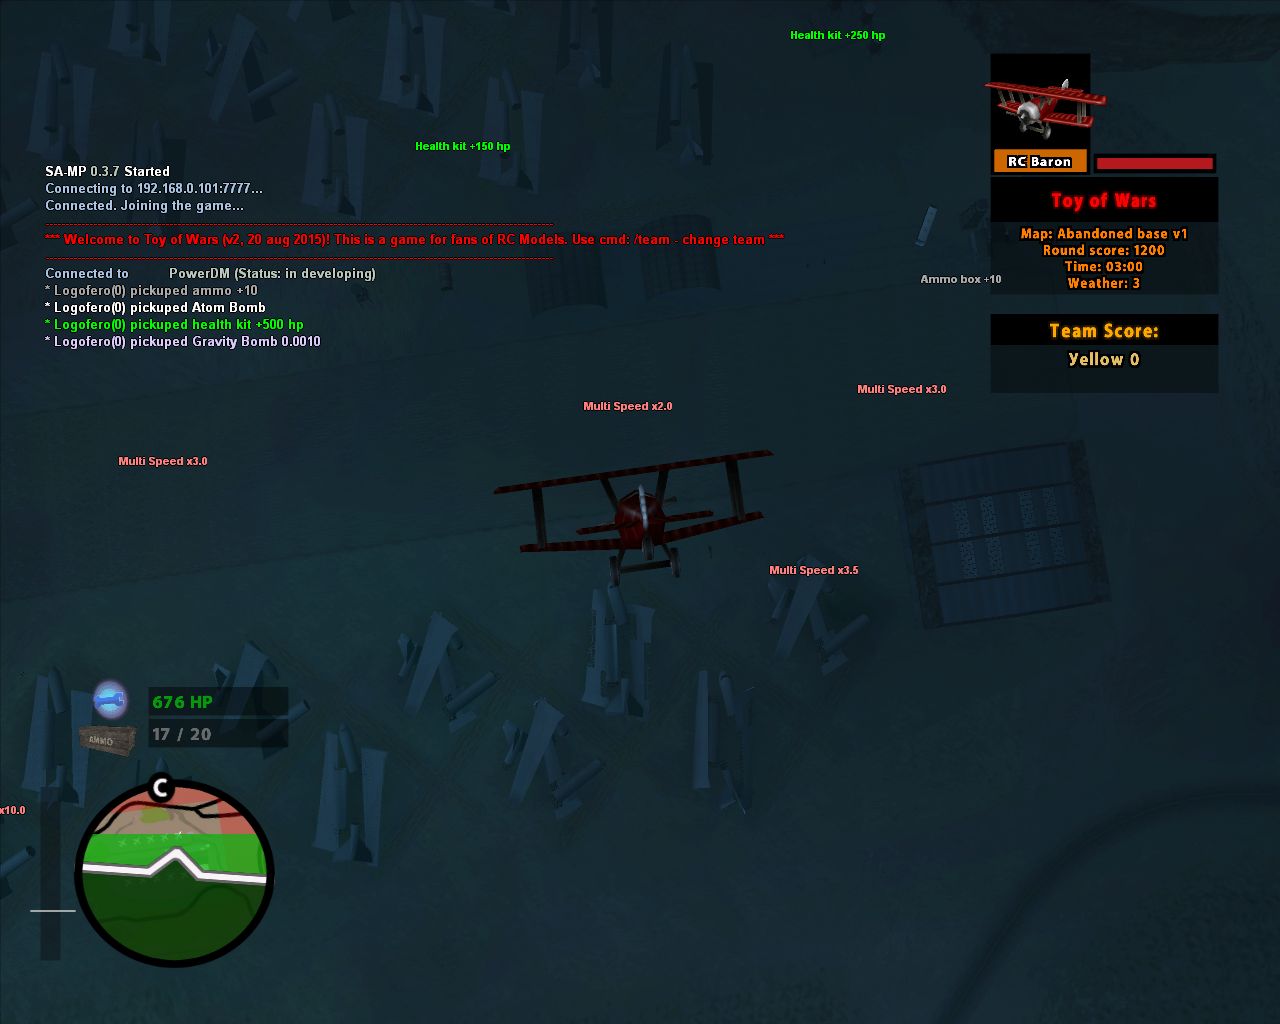 Health kit +250 hp
Health kit +150 hp
SA-MP 0.3.7 Started
Connecting to 192.168.0.101:7777...
Connected. Joining the game...
*** Welcome to Toy of Wars (v2, 20 aug 2015)! This is a game for fans of RC Models. Use cmd: /team - change team ***
Connected to PowerDM (Status: in developing)
* Logofero(0) pickuped ammo +10
* Logofero(0) pickuped Atom Bomb
* Logofero(0) pickuped health kit +500 hp
* Logofero(0) pickuped Gravity Bomb 0.0010
RC Baron
Toy of Wars
Map: Abandoned base v1
Round score: 1200
Time: 03:00
Weather: 3
Team Score:
Yellow 0
Ammo box +10
Multi Speed x3.0
Multi Speed x2.0
Multi Speed x3.0
Multi Speed x3.5
676 HP
AMMO
17 / 20
C
x10.0